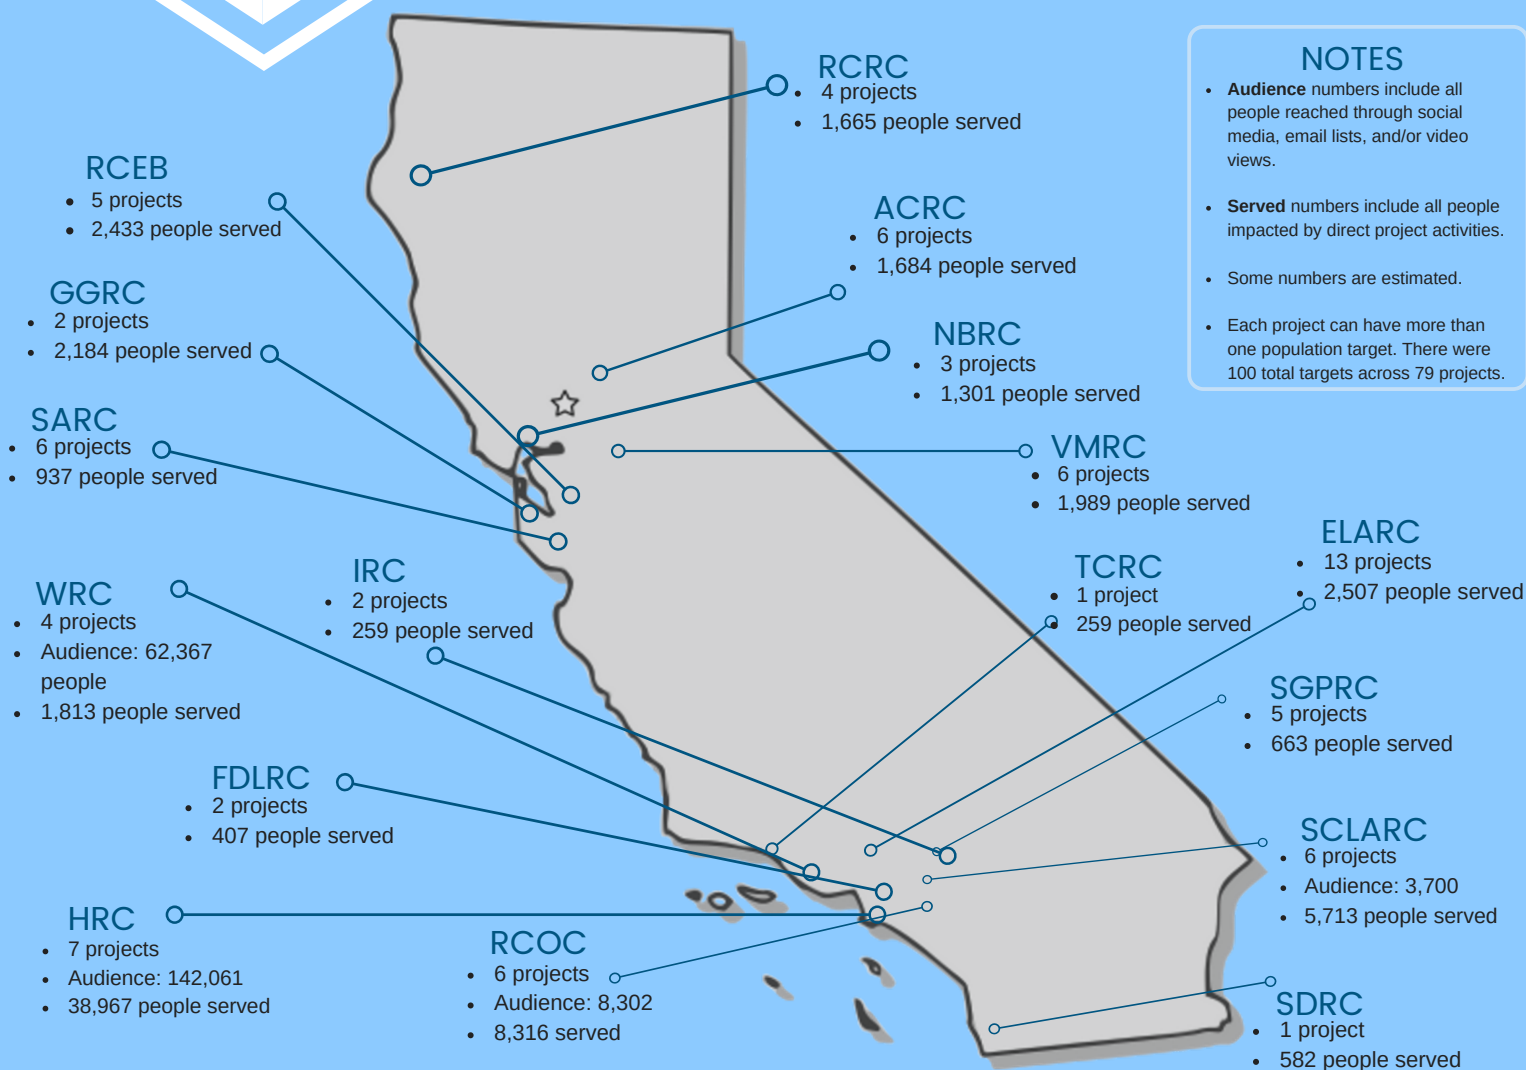 RCRC
4 projects
1,665 people served
NOTES
Audience numbers include all
people reached through social
media, email lists, and/or video
views.
Served numbers include all people
impacted by direct project activities.
Some numbers are estimated.
Each project can have more than
one population target. There were
100 total targets across 79 projects.
RCEB
5 projects
2,433 people served
ACRC
6 projects
1,684 people served
GGRC
2 projects
2,184 people served
NBRC
3 projects
1,301 people served
SARC
6 projects
937 people served
VMRC
6 projects
1,989 people served
ELARC
13 projects
2,507 people served
TCRC
1 project
259 people served
IRC
2 projects
259 people served
WRC
4 projects
Audience: 62,367
people
1,813 people served
SGPRC
5 projects
663 people served
FDLRC
2 projects
407 people served
SCLARC
6 projects
Audience: 3,700
5,713 people served
HRC
7 projects
Audience: 142,061
38,967 people served
RCOC
6 projects
Audience: 8,302
8,316 served
SDRC
1 project
582 people served